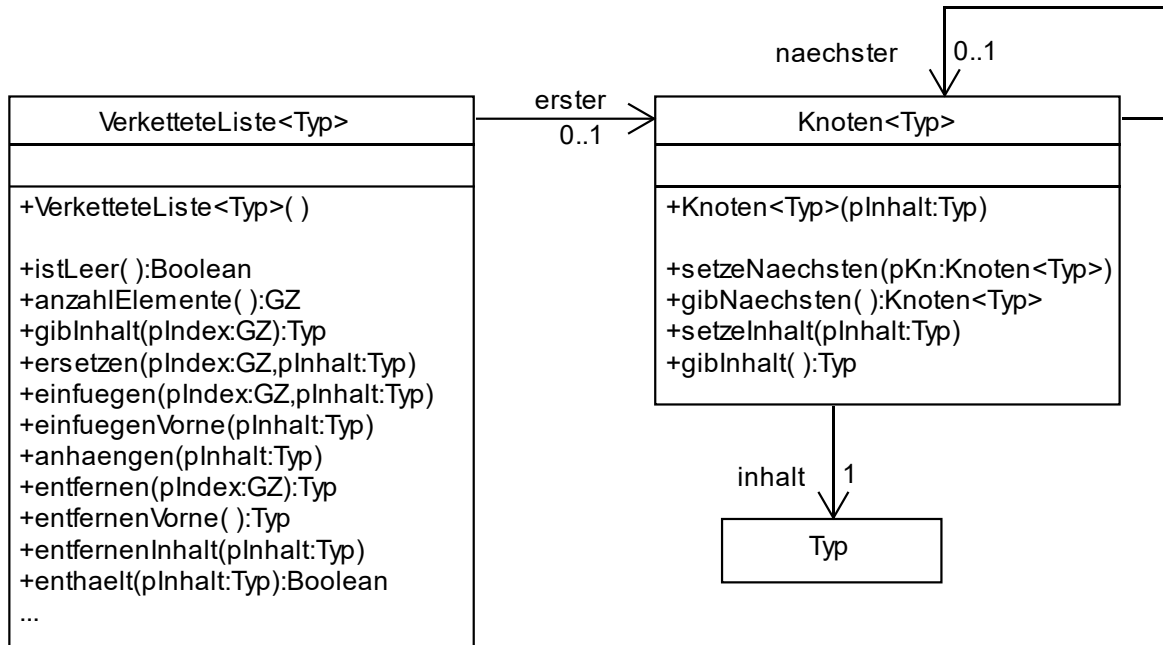 naechster
0..1
VerketteteListe<Typ>
erster
0..1
Knoten<Typ>
+VerketteteListe<Typ>( )
+istLeer( ):Boolean
+anzahlElemente( ):GZ
+gibInhalt(pIndex:GZ):Typ
+ersetzen(pIndex:GZ,pInhalt:Typ)
+einfuegen(pIndex:GZ,pInhalt:Typ)
+einfuegenVorne(pInhalt:Typ)
+anhaengen(pInhalt:Typ)
+entfernen(pIndex:GZ):Typ
+entfernenVorne( ):Typ
+entfernenInhalt(pInhalt:Typ)
+enthaelt(pInhalt:Typ):Boolean
...
+Knoten<Typ>(pInhalt:Typ)
+setzeNaechsten(pKn:Knoten<Typ>)
+gibNaechsten( ):Knoten<Typ>
+setzeInhalt(pInhalt:Typ)
+gibInhalt( ):Typ
inhalt
1
Typ